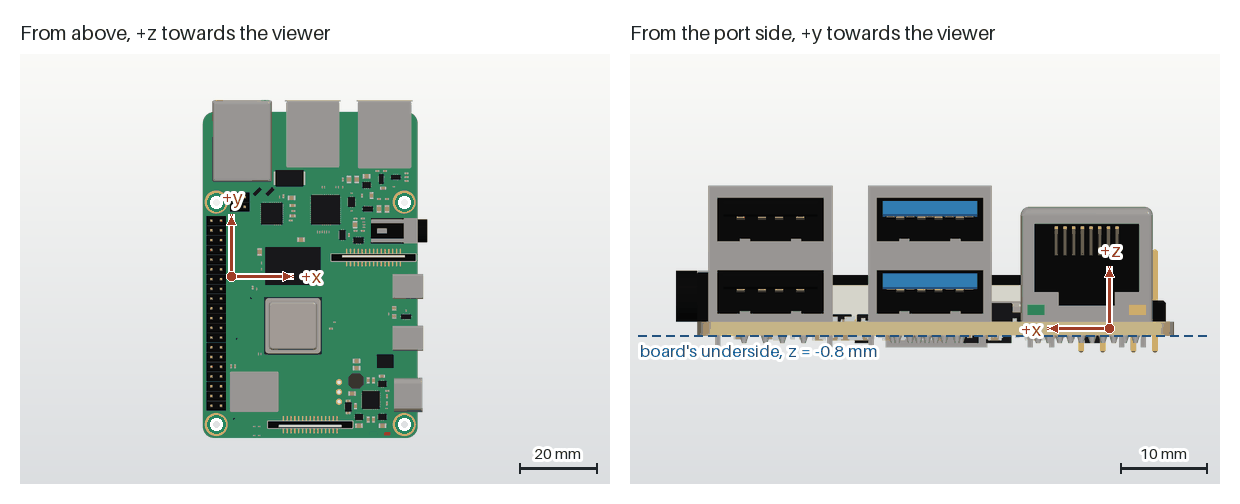 From above, +z towards the viewer
From the port side, +y towards the viewer
+y
+x
20 mm
+z
+x
board's underside, z = -0.8 mm
10 mm